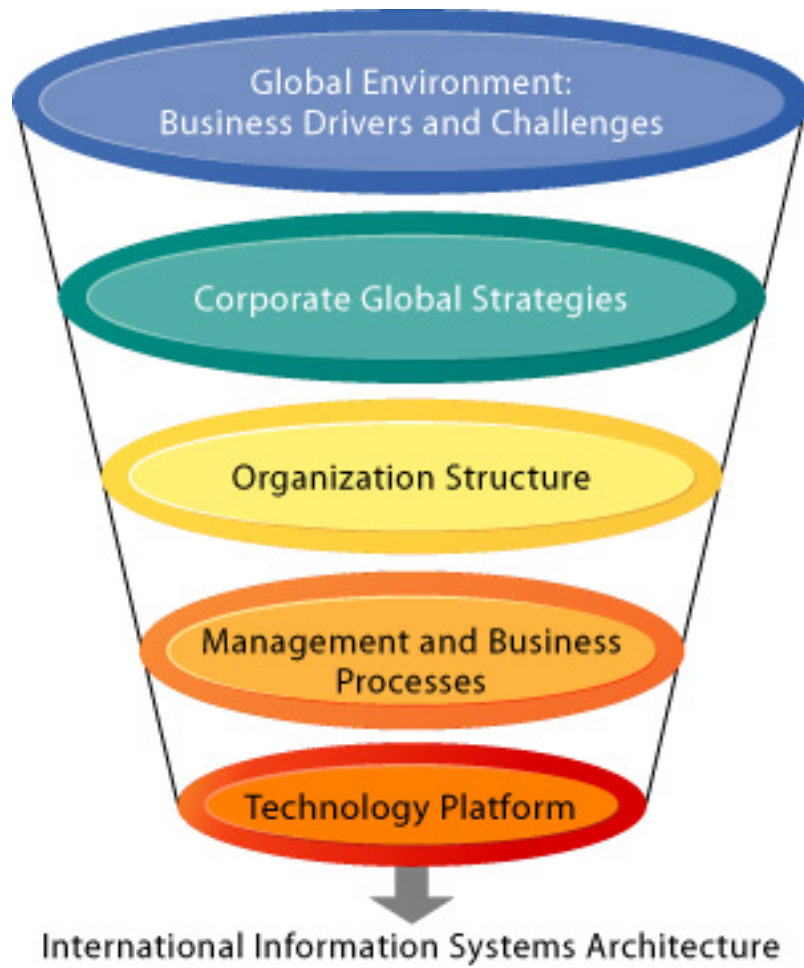 Global Environment:
Business Drivers and Challenges
Corporate Global Strategies
Organization Structure
Management and Business
Processes
Technology Platform
International Information Systems Architecture